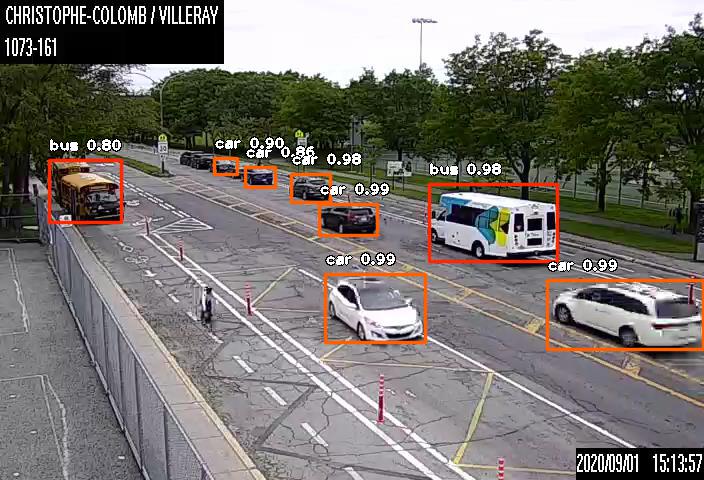 CHRISTOPHE-COLOMB / VILLERAY
1073-161
bus 0.80
car 0.90
car 0.86
car 0.98
car 0.99
bus 0.98
car 0.99
car 0.99
2020/09/01 15:13:57